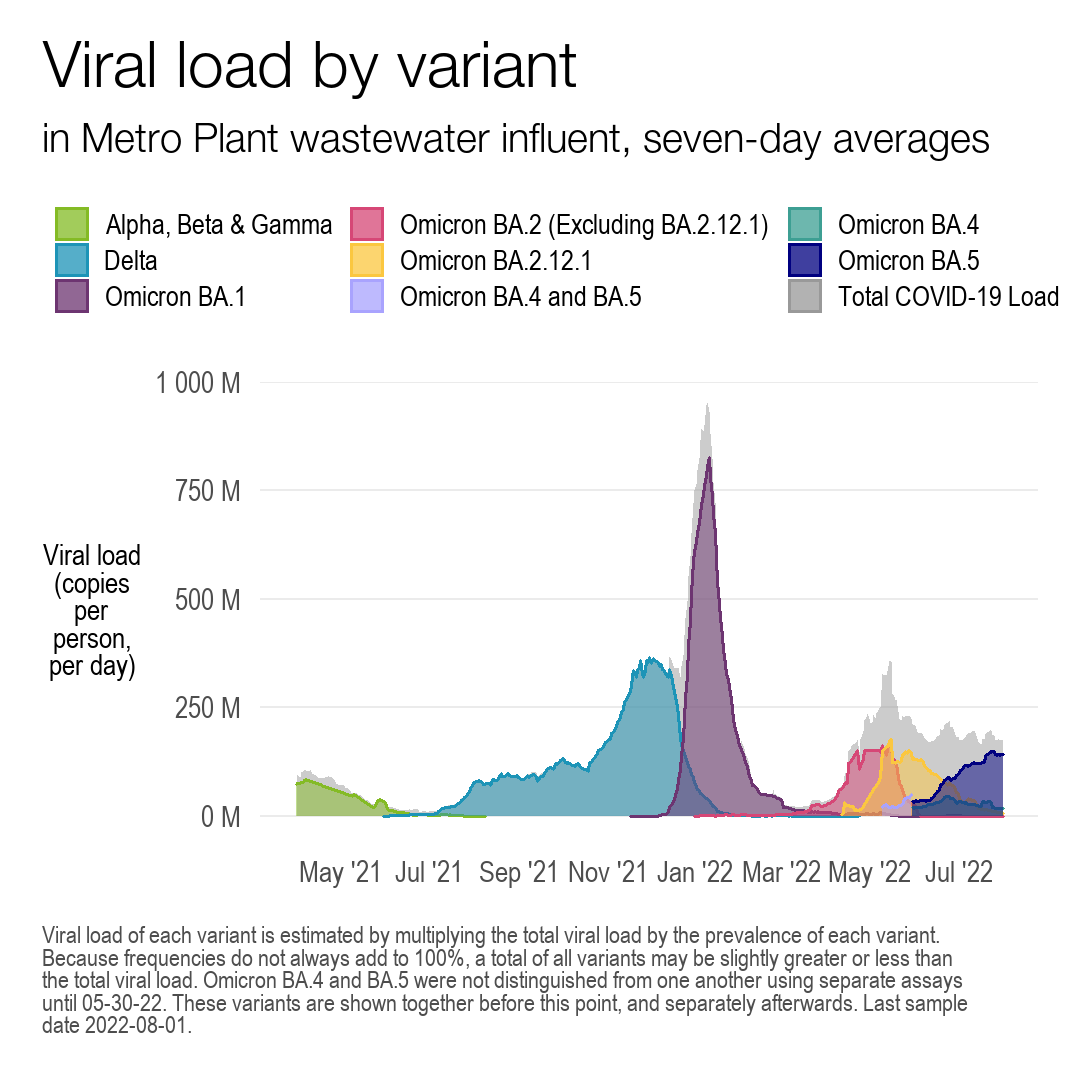 Viral load by variant
in Metro Plant wastewater influent, seven-day averages
Alpha, Beta & Gamma
Delta
Omicron BA.1
Omicron BA.2 (Excluding BA.2.12.1)
Omicron BA.2.12.1
Omicron BA.4 and BA.5
Omicron BA.4
Omicron BA.5
Total COVID-19 Load
1 000 M
750 M
500 M
250 M
0 M
Viral load
(copies
per
person,
per day)
May '21 Jul '21 Sep '21 Nov '21 Jan '22 Mar '22 May '22 Jul '22
Viral load of each variant is estimated by multiplying the total viral load by the prevalence of each variant.
Because frequencies do not always add to 100%, a total of all variants may be slightly greater or less than
the total viral load. Omicron BA.4 and BA.5 were not distinguished from one another using separate assays
until 05-30-22. These variants are shown together before this point, and separately afterwards. Last sample
date 2022-08-01.